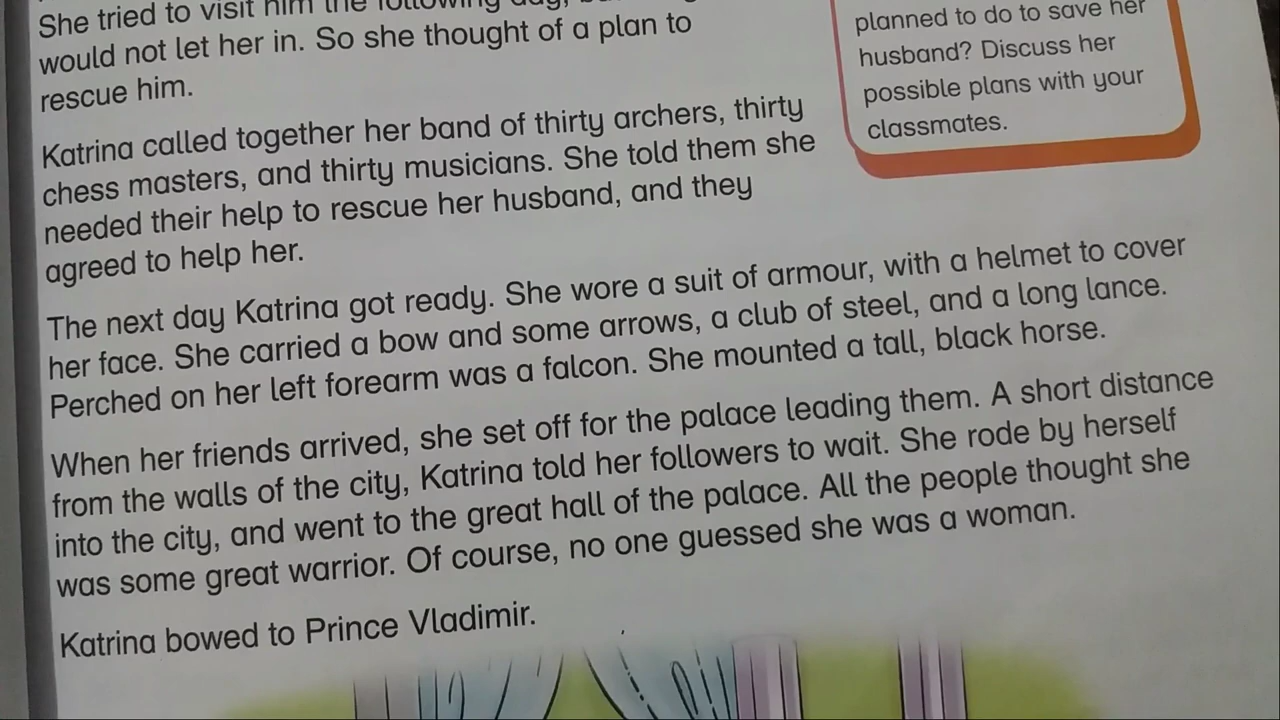 She tried to visit him the following day, but
would not let her in. So she thought of a plan to
rescue him.
Katrina called together her band of thirty archers, thirty
chess masters, and thirty musicians. She told them she
needed their help to rescue her husband, and they
agreed to help her.
The next day Katrina got ready. She wore a suit of armour, with a helmet to cover
her face. She carried a bow and some arrows, a club of steel, and a long lance.
Perched on her left forearm was a falcon. She mounted a tall, black horse.
When her friends arrived, she set off for the palace leading them. A short distance
from the walls of the city, Katrina told her followers to wait. She rode by herself
into the city, and went to the great hall of the palace. All the people thought she
was some great warrior. Of course, no one guessed she was a woman.
Katrina bowed to Prince Vladimir.
planned to do to save her
husband? Discuss her
possible plans with your
classmates.